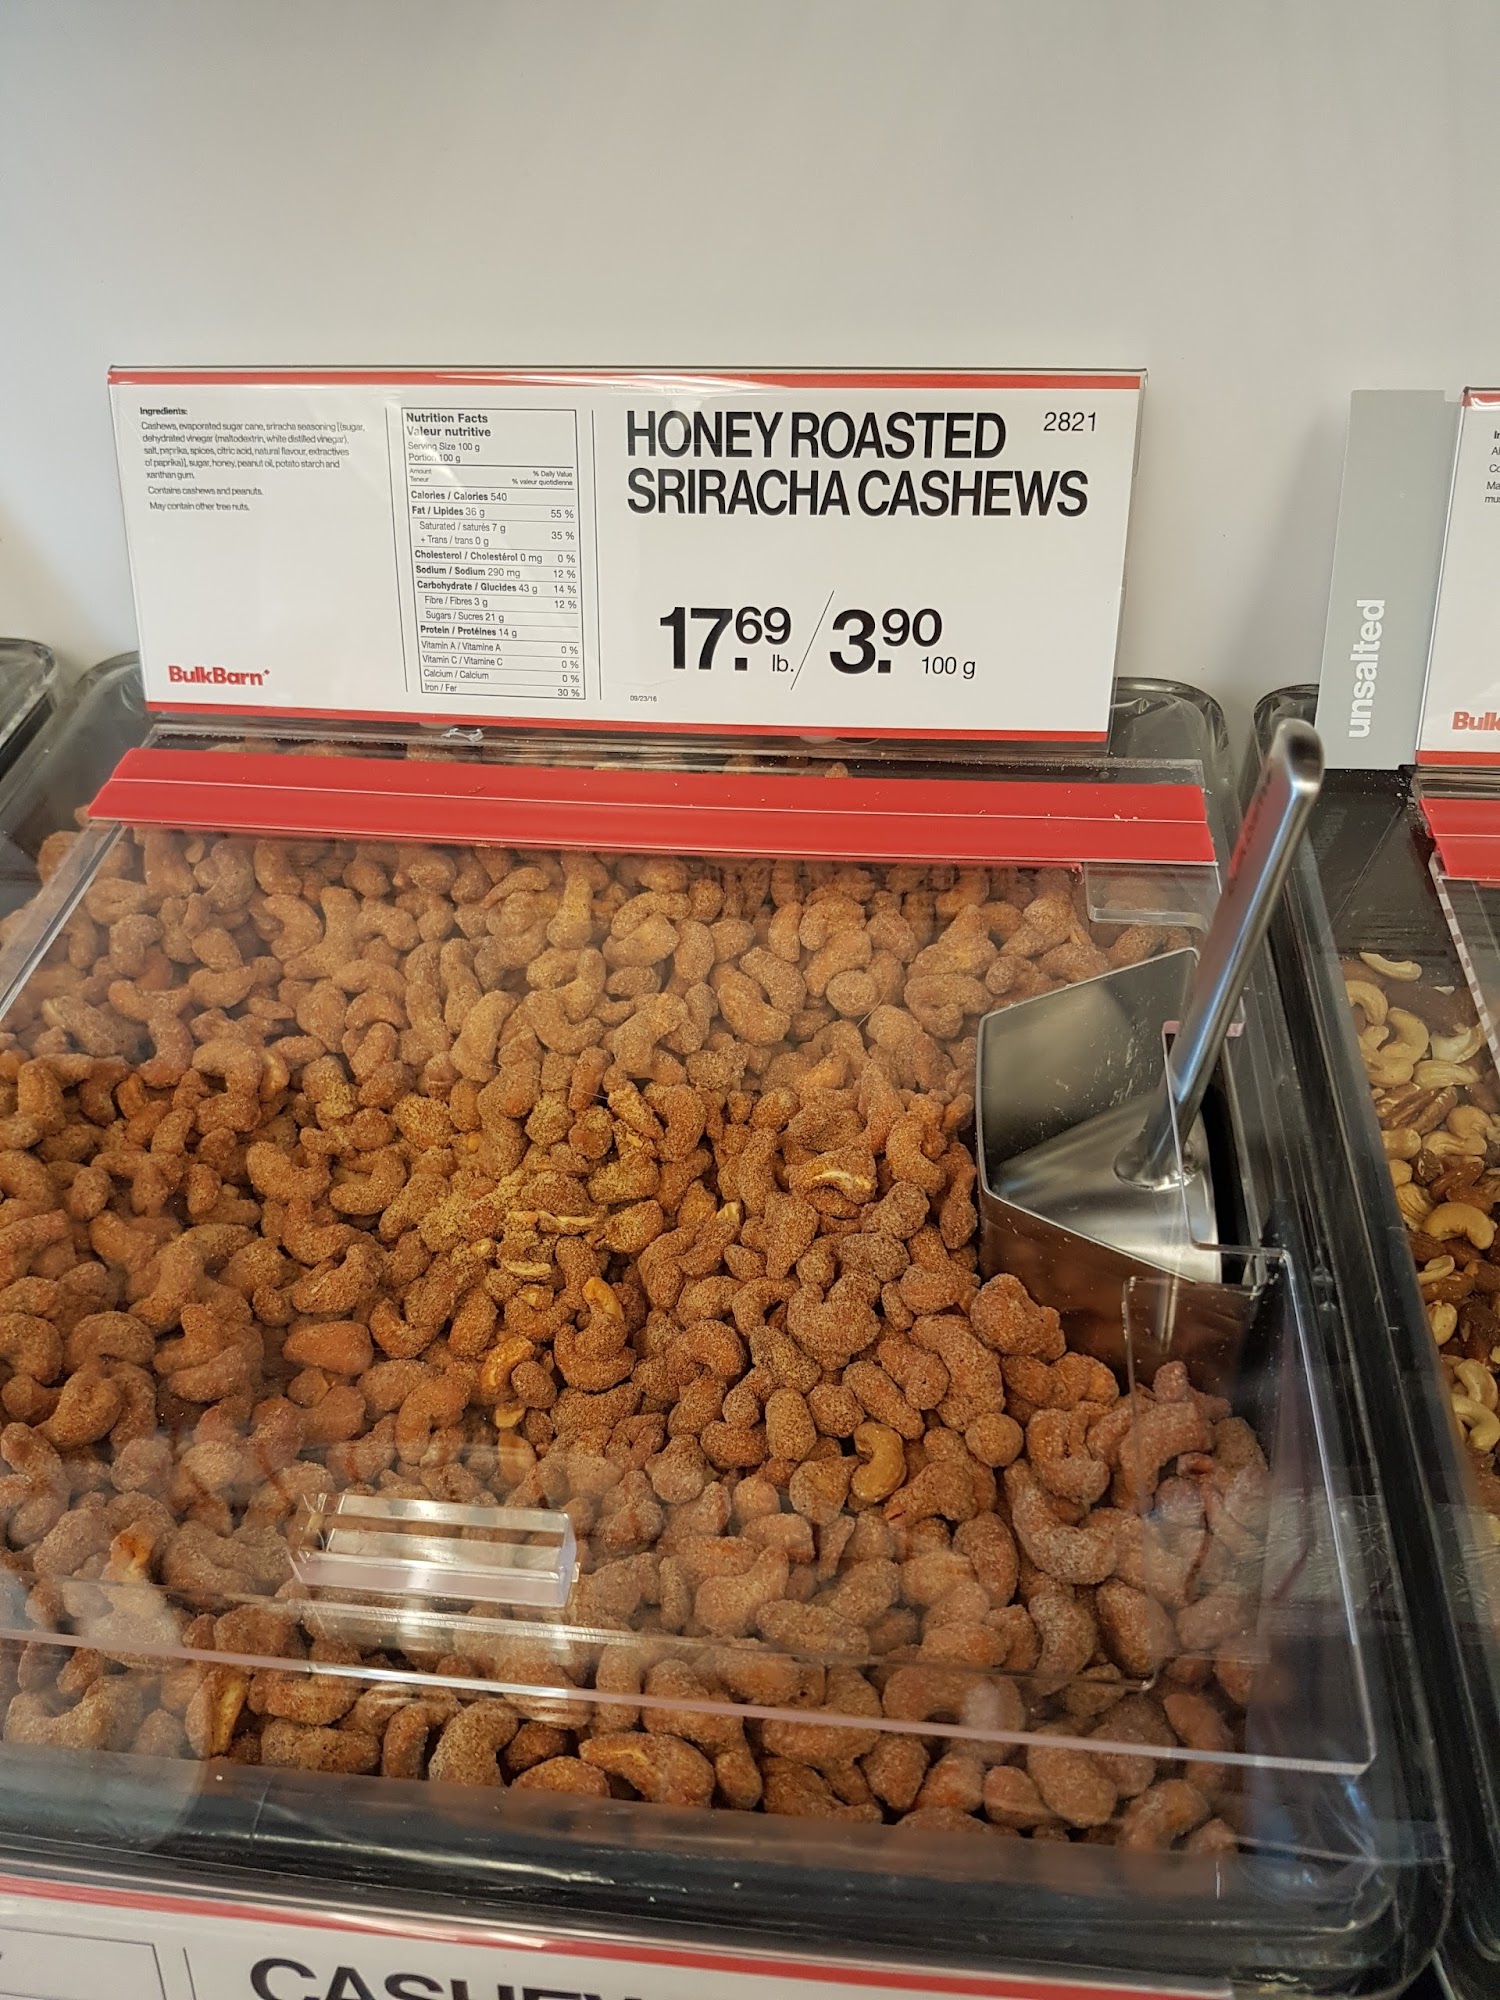 Ingredients:
Cashews, evaporated sugar cane, sriracha seasoning [(sugar,
dehydrated vinegar (maltodextrin, white distilled vinegar),
salt, paprika, spices, citric acid, natural flavour, extractives
of paprika)], sugar, honey, peanut oil, potato starch and
xanthan gum.
Contains cashews and peanuts.
May contain other tree nuts.
BulkBarn
Nutrition Facts
Valeur nutritive
Serving Size 100 g
Portion 100 g
Amount % Daily Value
Teneur % valeur quotidienne
Calories / Calories 540
Fat / Lipides 36 g 55 %
Saturated / saturés 7 g
+ Trans / trans 0 g 35 %
Cholesterol / Cholestérol 0 mg 0 %
Sodium / Sodium 290 mg 12 %
Carbohydrate / Glucides 43 g 14 %
Fibre / Fibres 3 g 12 %
Sugars / Sucres 21 g
Protein / Protéines 14 g
Vitamin A / Vitamine A 0 %
Vitamin C / Vitamine C 0 %
Calcium / Calcium 0 %
Iron / Fer 30 %
HONEY ROASTED 2821
SRIRACHA CASHEWS
17.69 lb. / 3.90 100 g
09/23/16
unsalted
Bulk
CASHEW